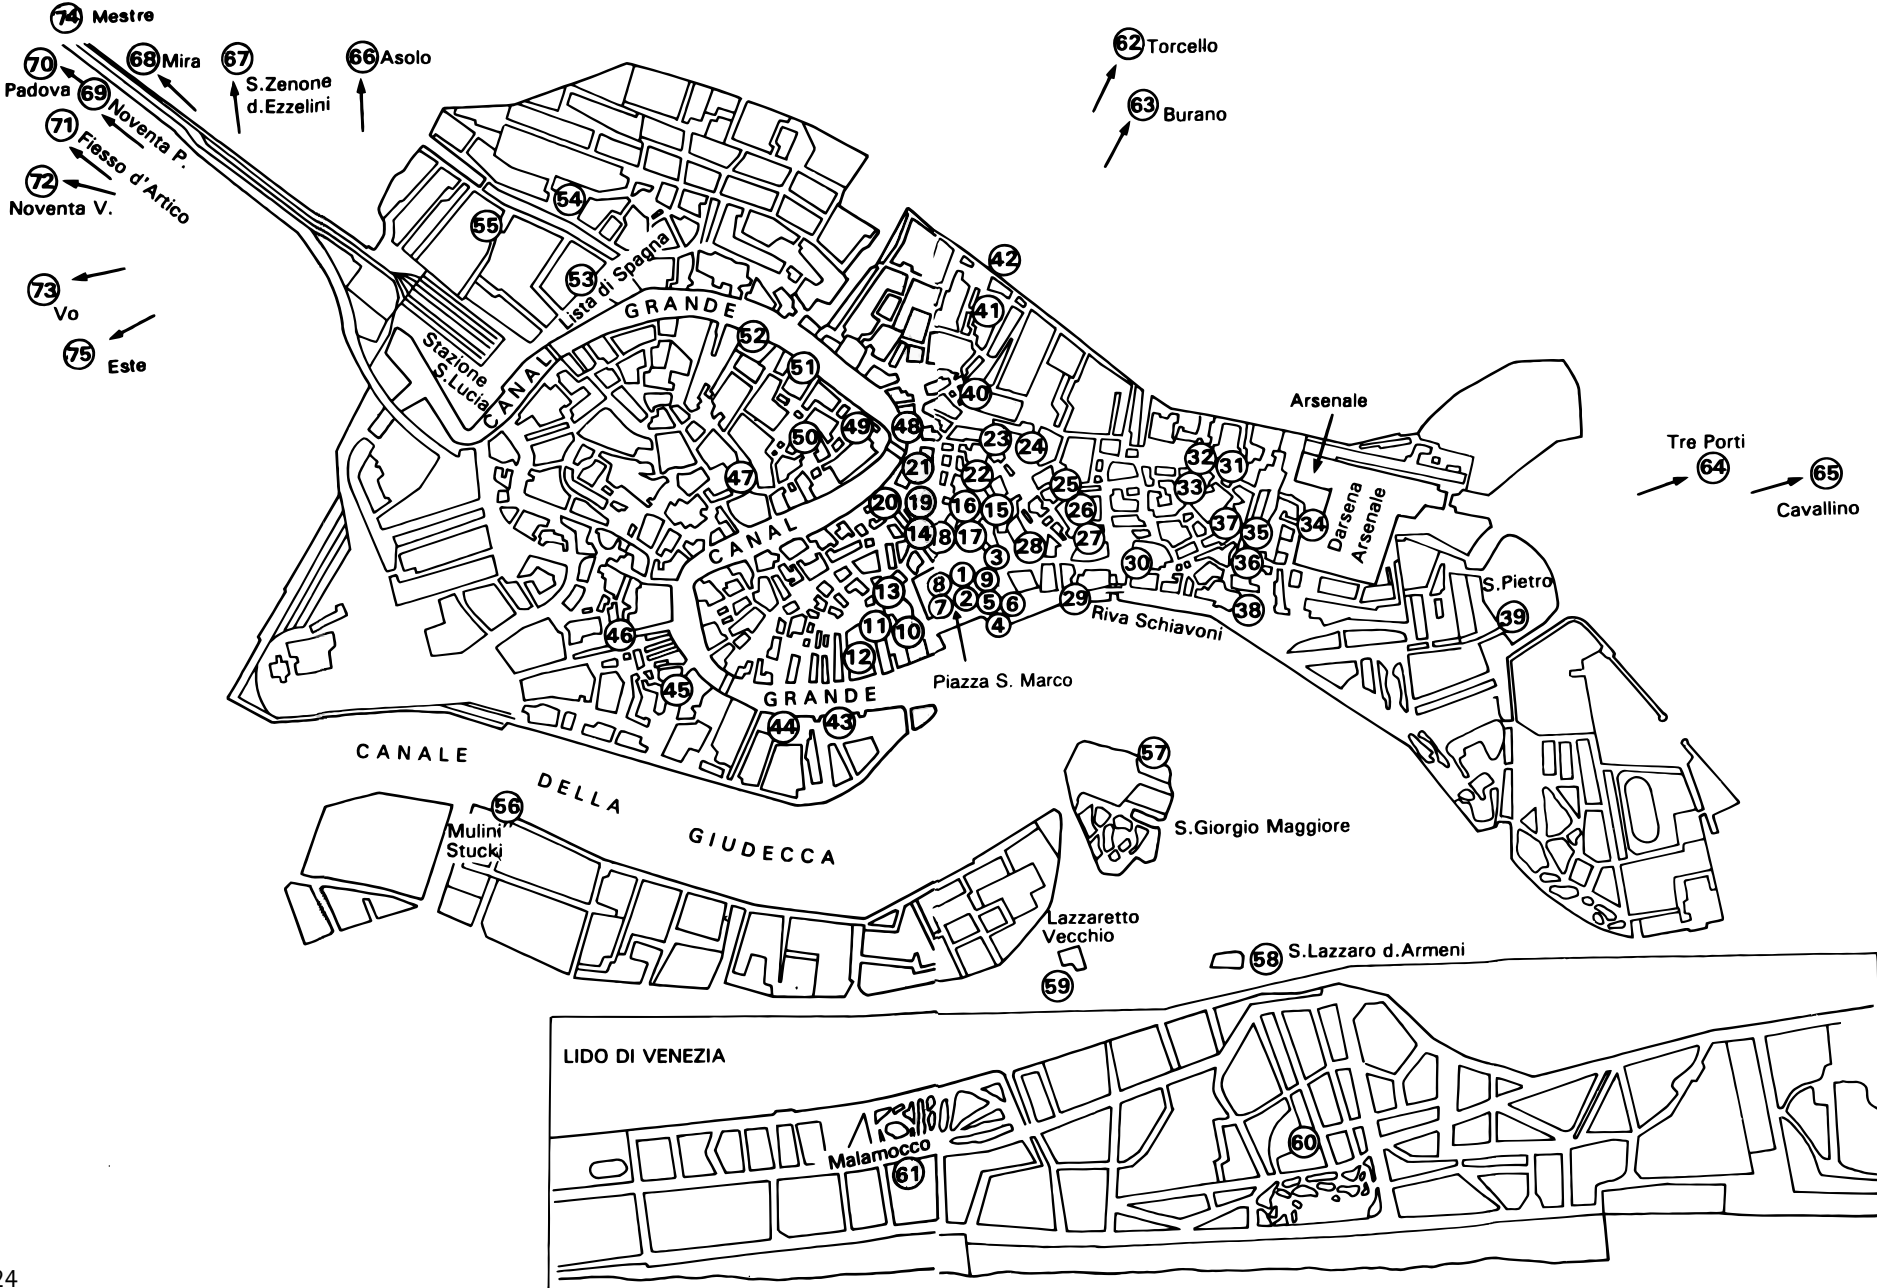 74 Mestre
70
Padova
68 Mira
67
S.Zenone
d.Ezzelini
66 Asolo
69
Noventa P.
71
Fiesso d'Artico
72
Noventa V.
73
Vo
75
Este
62 Torcello
63 Burano
54
55
53
Lista di Spagna
42
41
Stazione
S.Lucia
CANAL
GRANDE
52
51
40
49
48
50
47
23
24
21
22
25
20
19
16
15
26
14
18
17
27
28
3
32
31
33
37
35
34
30
36
Arsenale
Darsena
Arsenale
Tre Porti
64
65
Cavallino
CANAL
1
8
9
13
7
2
5
6
29
38
S.Pietro
39
4
Riva Schiavoni
11
10
12
46
45
Piazza S. Marco
GRANDE
44
43
CANALE
DELLA
GIUDECCA
57
S.Giorgio Maggiore
56
Mulini
Stucki
Lazzaretto
Vecchio
59
58 S.Lazzaro d.Armeni
LIDO DI VENEZIA
Malamocco
61
60
24